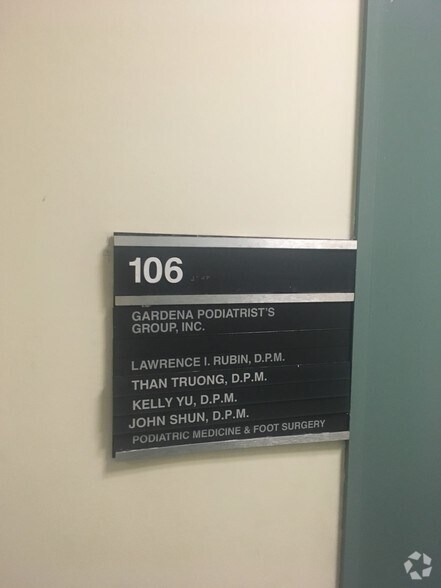 106
GARDENA PODIATRIST'S
GROUP, INC.
LAWRENCE I. RUBIN, D.P.M.
THAN TRUONG, D.P.M.
KELLY YU, D.P.M.
JOHN SHUN, D.P.M.
PODIATRIC MEDICINE & FOOT SURGERY